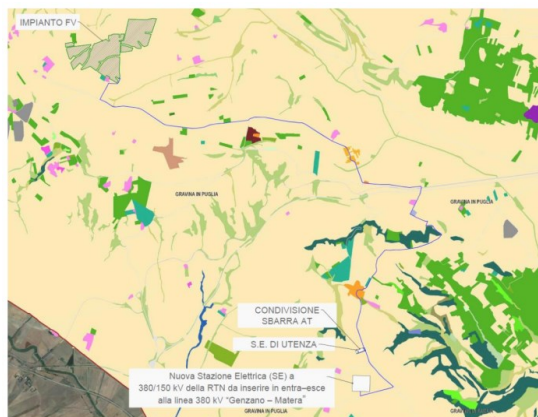 IMPIANTO FV
GRAVINA IN PUGLIA
GRAVINA IN PUGLIA
GRAVINA IN PUGLIA
CONDIVISIONE
SBARRA AT
S.E. DI UTENZA
Nuova Stazione Elettrica (SE) a
380/150 kV della RTN da inserire in entra–esce
alla linea 380 kV "Genzano – Matera"